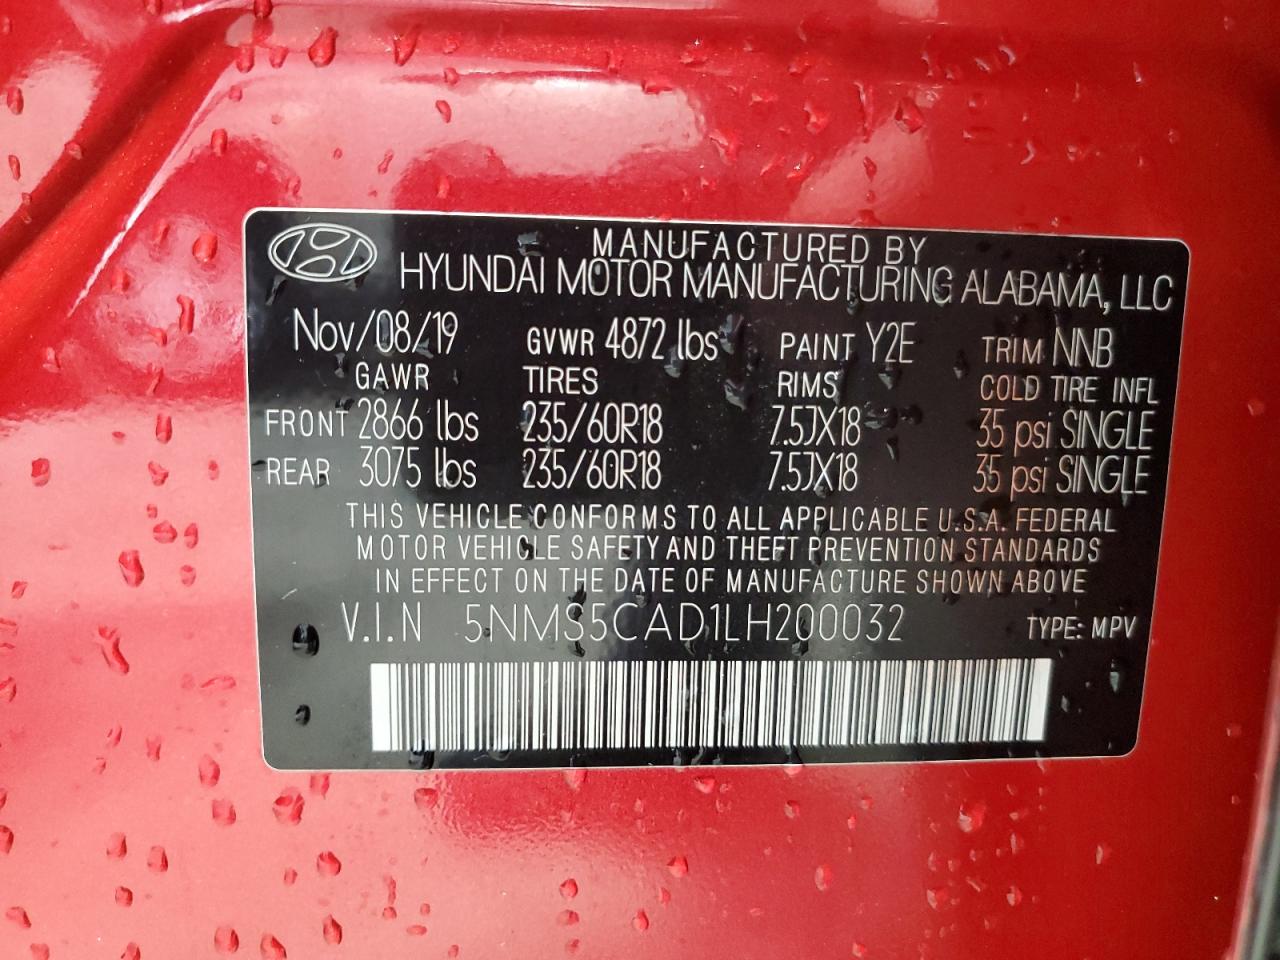 MANUFACTURED BY
HYUNDAI MOTOR MANUFACTURING ALABAMA, LLC
Nov/08/19 GVWR 4872 lbs PAINT Y2E TRIM NNB
GAWR TIRES RIMS COLD TIRE INFL
FRONT 2866 lbs 235/60R18 7.5JX18 35 psi SINGLE
REAR 3075 lbs 235/60R18 7.5JX18 35 psi SINGLE
THIS VEHICLE CONFORMS TO ALL APPLICABLE U.S.A. FEDERAL
MOTOR VEHICLE SAFETY AND THEFT PREVENTION STANDARDS
IN EFFECT ON THE DATE OF MANUFACTURE SHOWN ABOVE
V.I.N 5NMS5CAD1LH200032 TYPE: MPV